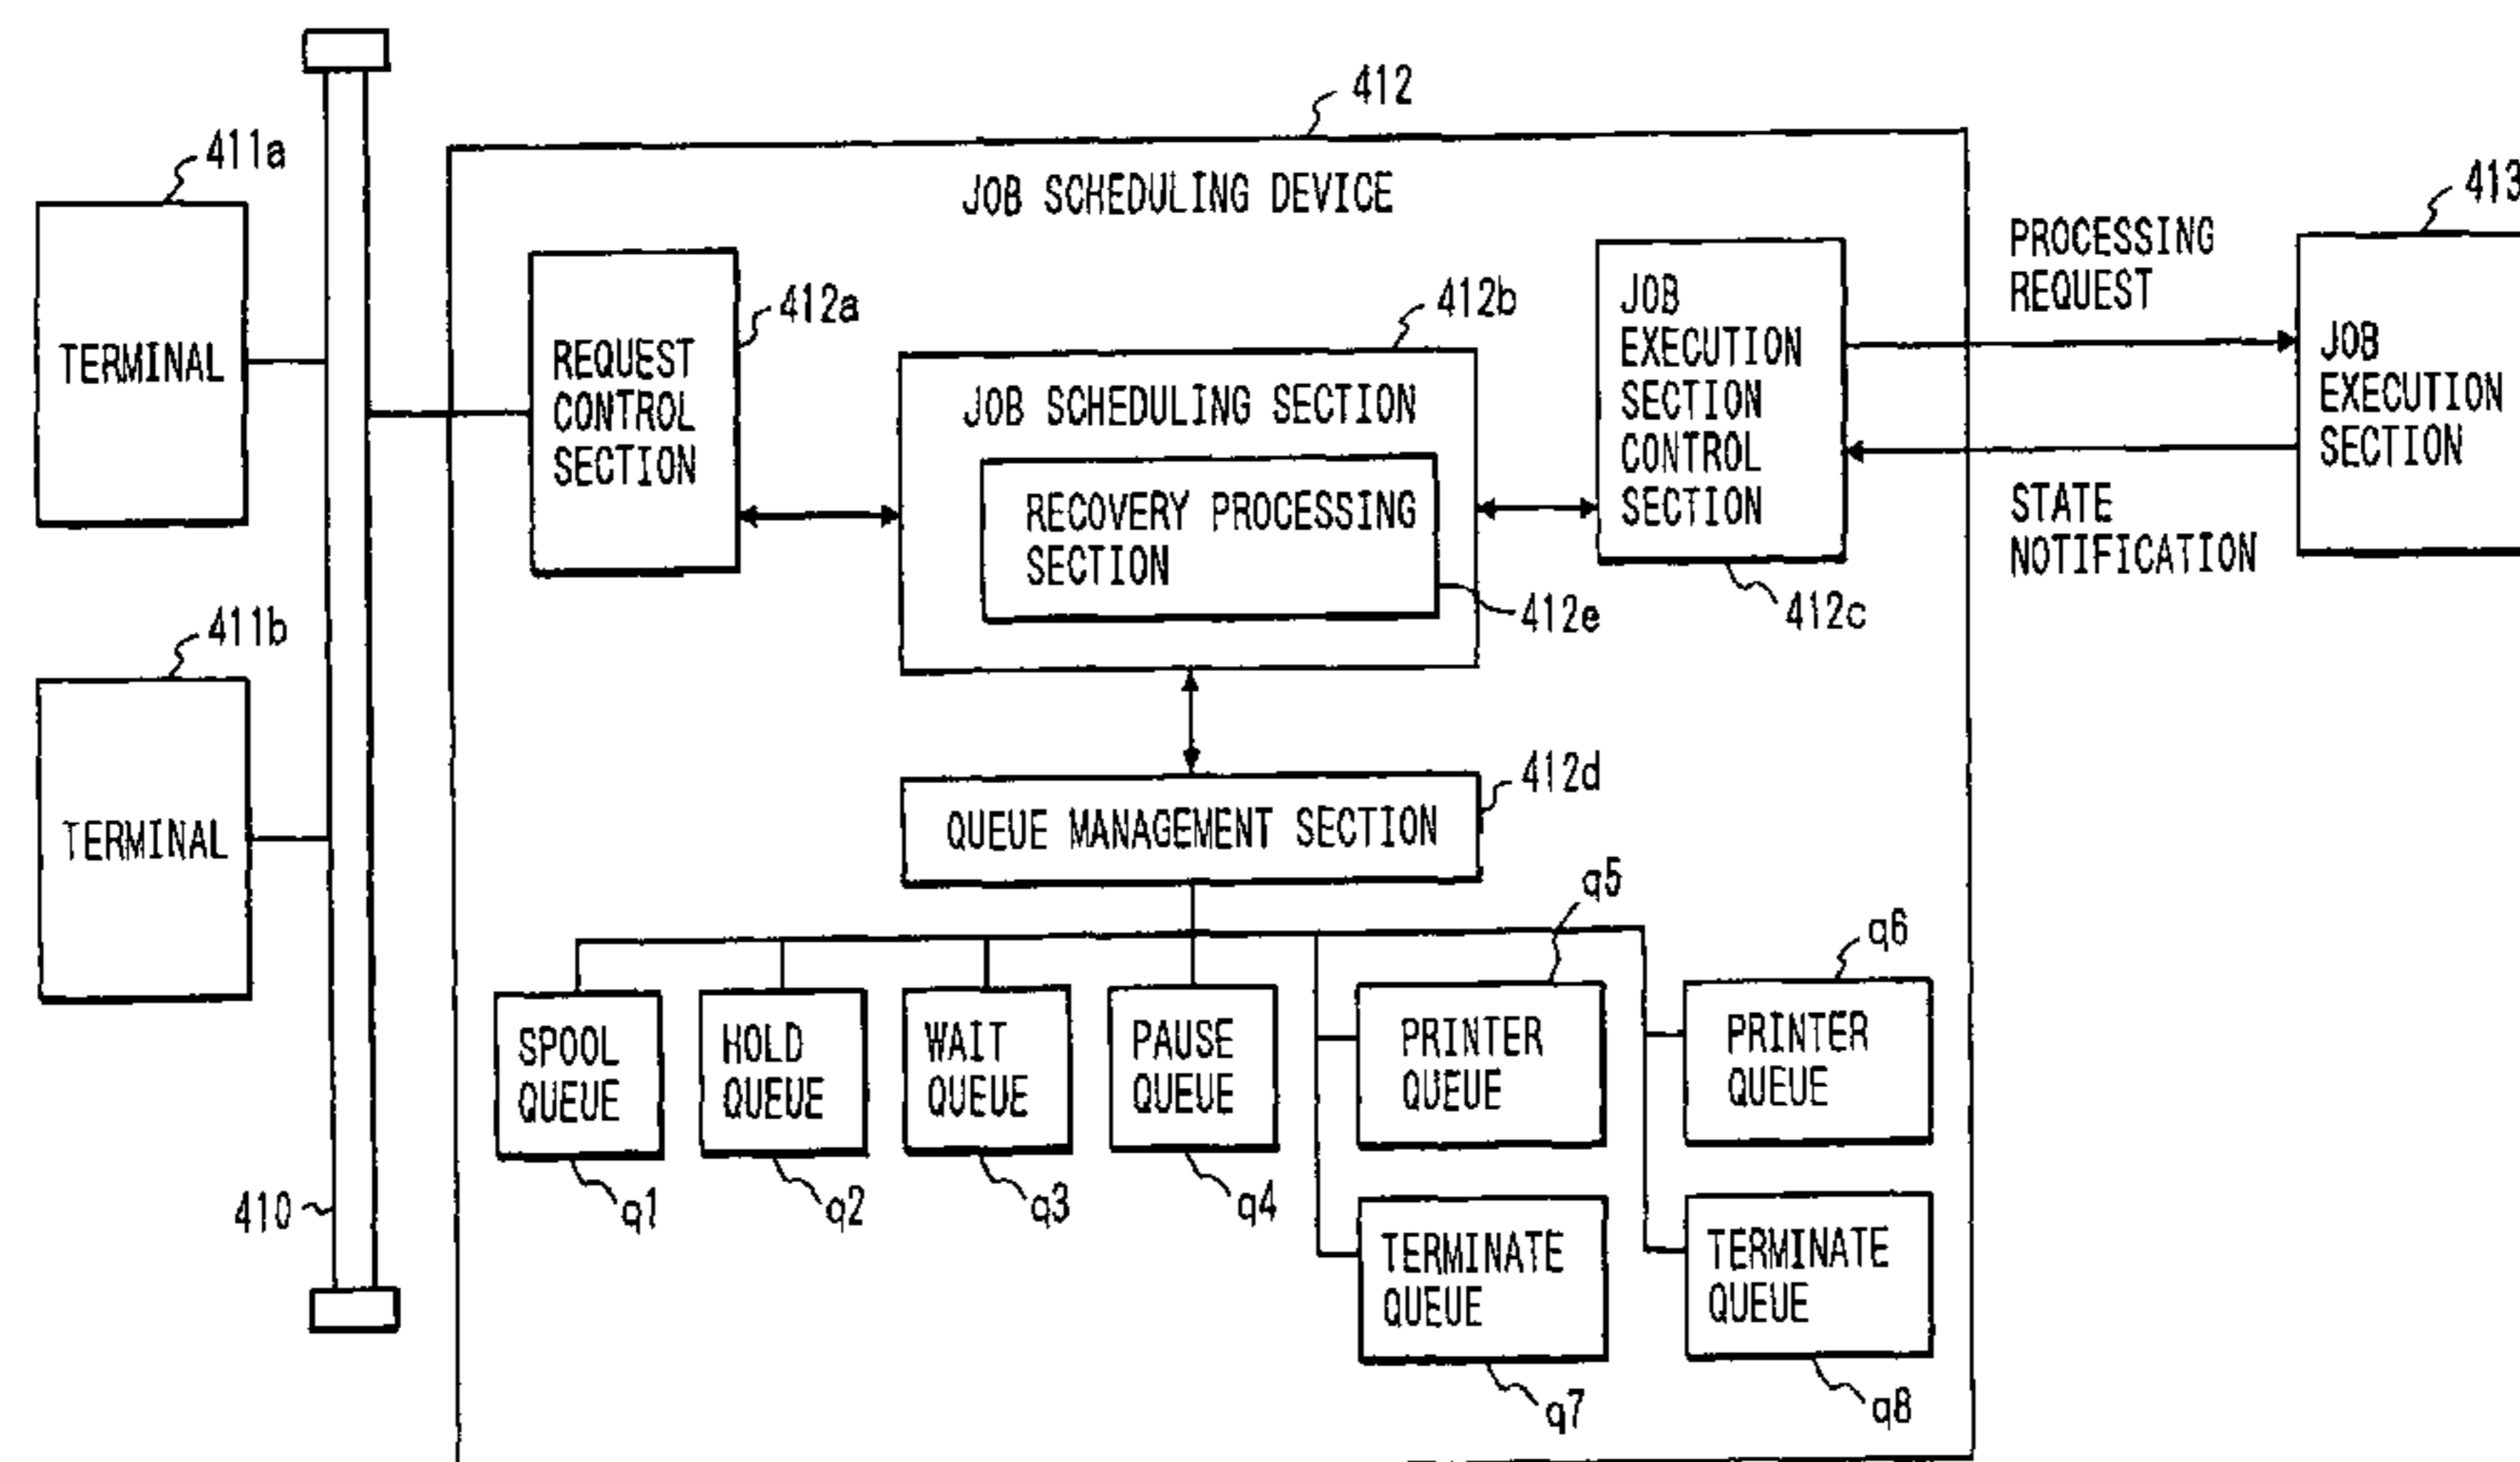 412
411a
JOB SCHEDULING DEVICE
413
PROCESSING
REQUEST
412a
412b
TERMINAL
REQUEST
CONTROL
SECTION
JOB SCHEDULING SECTION
RECOVERY PROCESSING
SECTION
412e
JOB
EXECUTION
SECTION
CONTROL
SECTION
412c
JOB
EXECUTION
SECTION
STATE
NOTIFICATION
411b
TERMINAL
412d
QUEUE MANAGEMENT SECTION
q5
q6
SPOOL
QUEUE
HOLD
QUEUE
WAIT
QUEUE
PAUSE
QUEUE
PRINTER
QUEUE
PRINTER
QUEUE
q1
q2
q3
q4
410
TERMINATE
QUEUE
TERMINATE
QUEUE
q7
q8